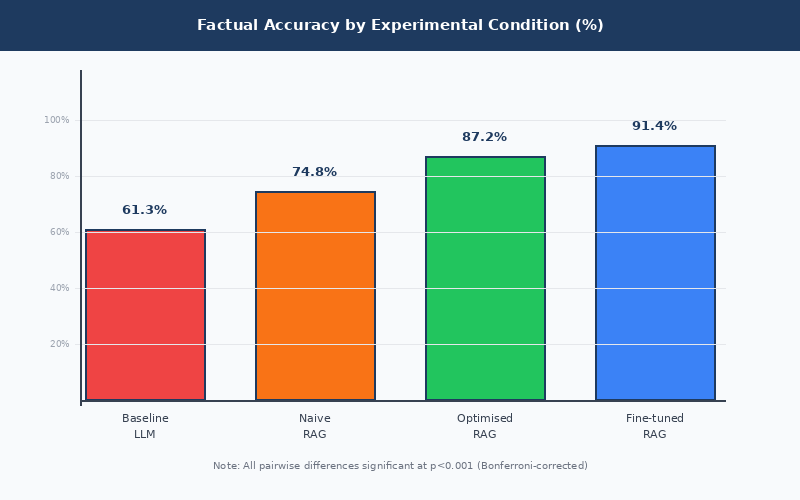 Factual Accuracy by Experimental Condition (%)
100%
80%
60%
40%
20%
61.3%
74.8%
87.2%
91.4%
Baseline
LLM
Naive
RAG
Optimised
RAG
Fine-tuned
RAG
Note: All pairwise differences significant at p<0.001 (Bonferroni-corrected)